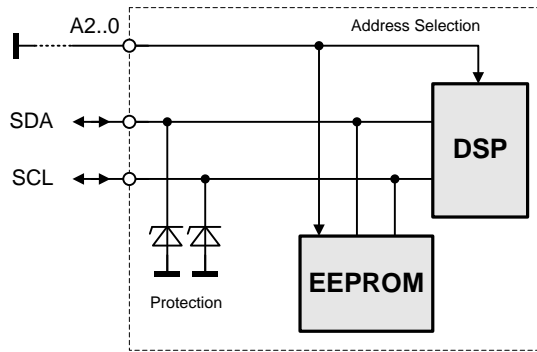 A2..0
Address Selection
SDA
DSP
SCL
EEPROM
Protection